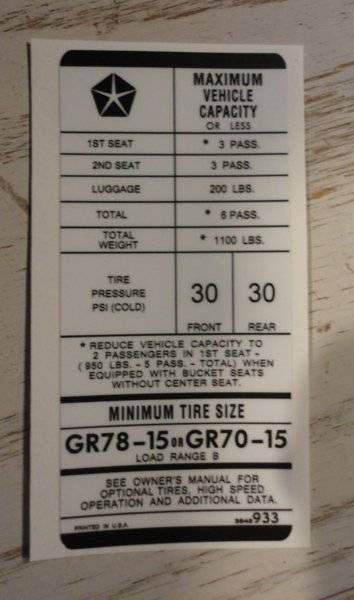 MAXIMUM
VEHICLE
CAPACITY
OR LESS
1ST SEAT * 3 PASS.
2ND SEAT 3 PASS.
LUGGAGE 200 LBS.
TOTAL * 6 PASS.
TOTAL
WEIGHT * 1100 LBS.
TIRE
PRESSURE
PSI (COLD)
30 30
FRONT REAR
* REDUCE VEHICLE CAPACITY TO
2 PASSENGERS IN 1ST SEAT -
(950 LBS. - 5 PASS. - TOTAL) WHEN
EQUIPPED WITH BUCKET SEATS
WITHOUT CENTER SEAT.
MINIMUM TIRE SIZE
GR78-15 OR GR70-15
LOAD RANGE B
SEE OWNER'S MANUAL FOR
OPTIONAL TIRES, HIGH SPEED
OPERATION AND ADDITIONAL DATA.
PRINTED IN U.S.A. 933